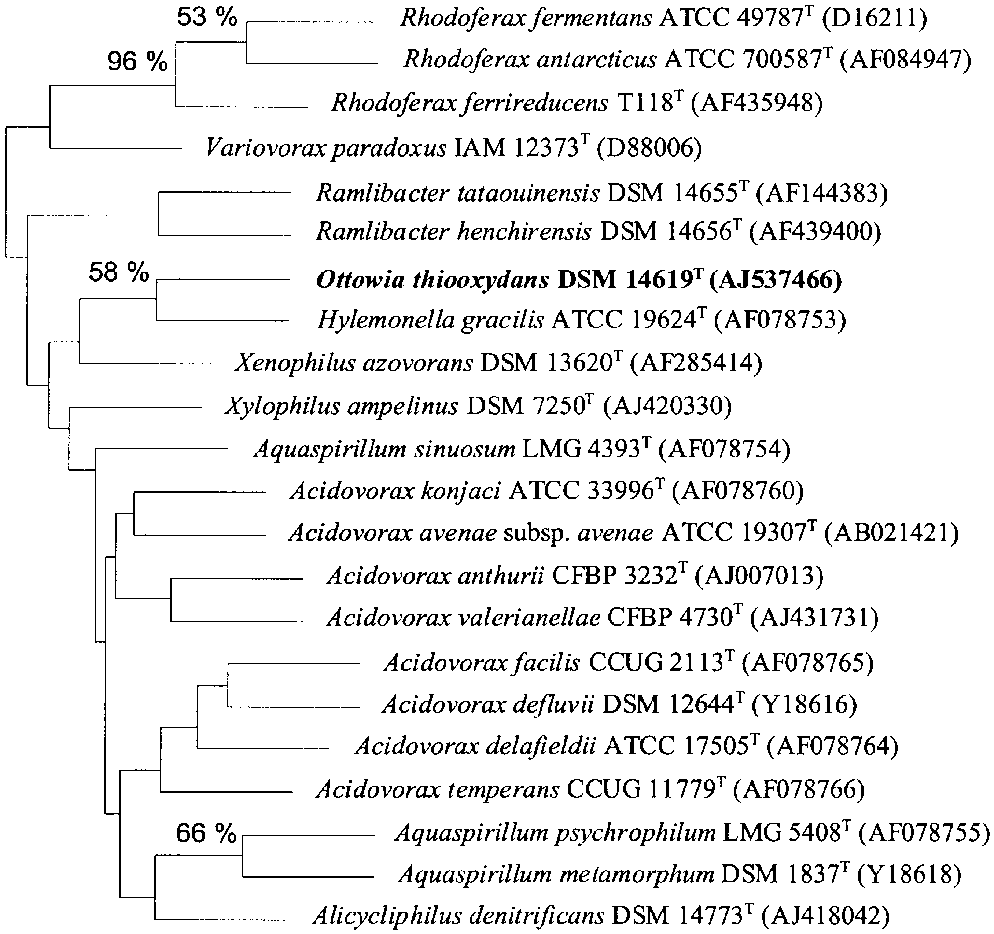 53 %
Rhodoferax fermentans ATCC 49787T (D16211)
96 %
Rhodoferax antarcticus ATCC 700587T (AF084947)
Rhodoferax ferrireducens T118T (AF435948)
Variovorax paradoxus IAM 12373T (D88006)
Ramlibacter tataouinensis DSM 14655T (AF144383)
Ramlibacter henchirensis DSM 14656T (AF439400)
58 %
Ottowia thiooxydans DSM 14619T (AJ537466)
Hylemonella gracilis ATCC 19624T (AF078753)
Xenophilus azovorans DSM 13620T (AF285414)
Xylophilus ampelinus DSM 7250T (AJ420330)
Aquaspirillum sinuosum LMG 4393T (AF078754)
Acidovorax konjaci ATCC 33996T (AF078760)
Acidovorax avenae subsp. avenae ATCC 19307T (AB021421)
Acidovorax anthurii CFBP 3232T (AJ007013)
Acidovorax valerianellae CFBP 4730T (AJ431731)
Acidovorax facilis CCUG 2113T (AF078765)
Acidovorax defluvii DSM 12644T (Y18616)
Acidovorax delafieldii ATCC 17505T (AF078764)
Acidovorax temperans CCUG 11779T (AF078766)
66 %
Aquaspirillum psychrophilum LMG 5408T (AF078755)
Aquaspirillum metamorphum DSM 1837T (Y18618)
Alicycliphilus denitrificans DSM 14773T (AJ418042)